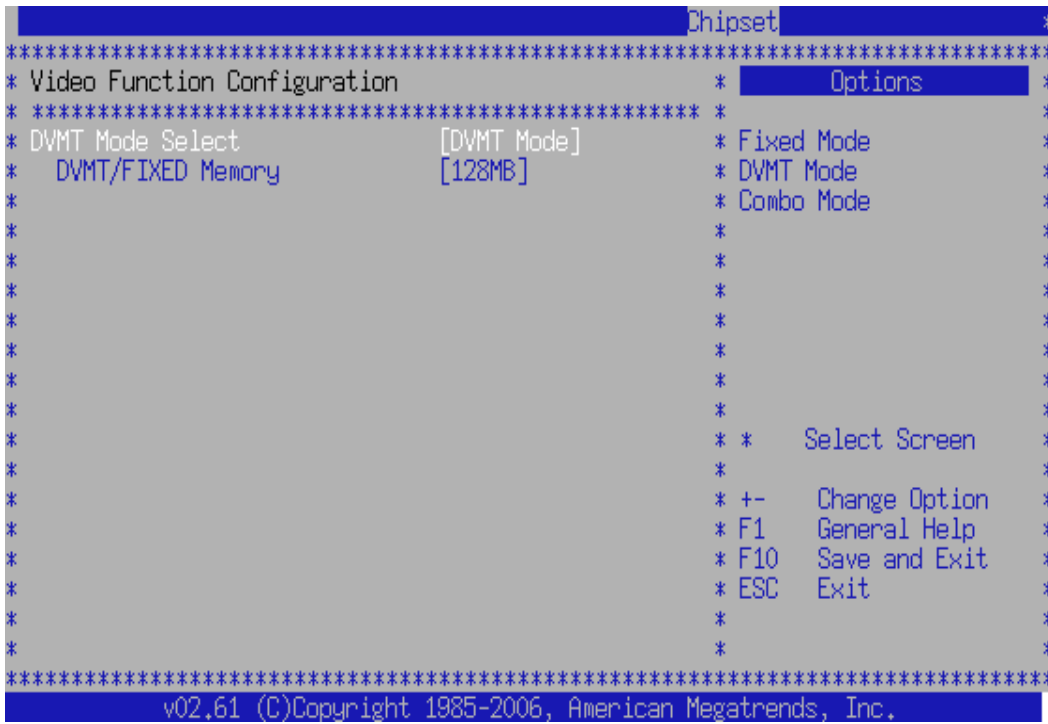 Chipset
Video Function Configuration
Options
DVMT Mode Select [DVMT Mode]
DVMT/FIXED Memory [128MB]
Fixed Mode
DVMT Mode
Combo Mode
* Select Screen
+- Change Option
F1 General Help
F10 Save and Exit
ESC Exit
v02.61 (C)Copyright 1985-2006, American Megatrends, Inc.